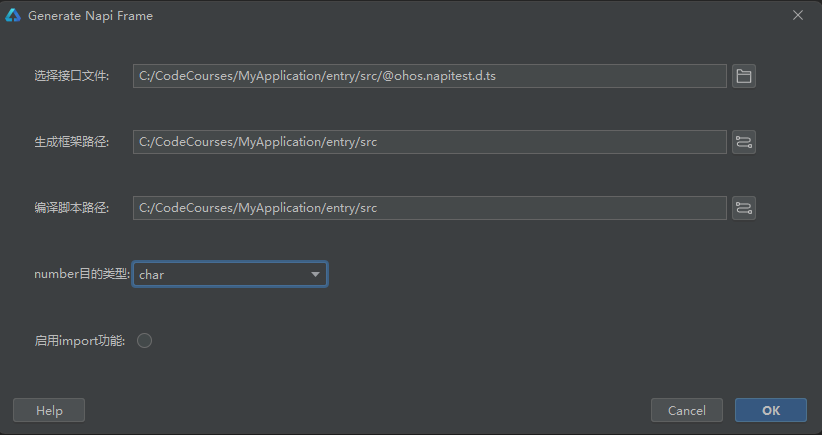 Generate Napi Frame
选择接口文件: C:/CodeCourses/MyApplication/entry/src/@ohos.napitest.d.ts
生成框架路径: C:/CodeCourses/MyApplication/entry/src
编译脚本路径: C:/CodeCourses/MyApplication/entry/src
number目的类型: char
启用import功能:
Help Cancel OK